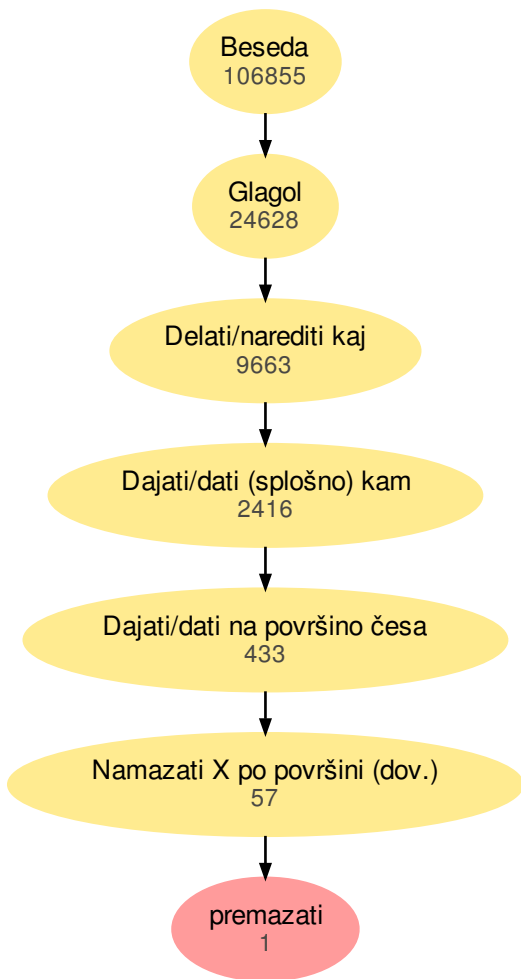 Beseda
106855
Glagol
24628
Delati/narediti kaj
9663
Dajati/dati (splošno) kam
2416
Dajati/dati na površino česa
433
Namazati X po površini (dov.)
57
premazati
1